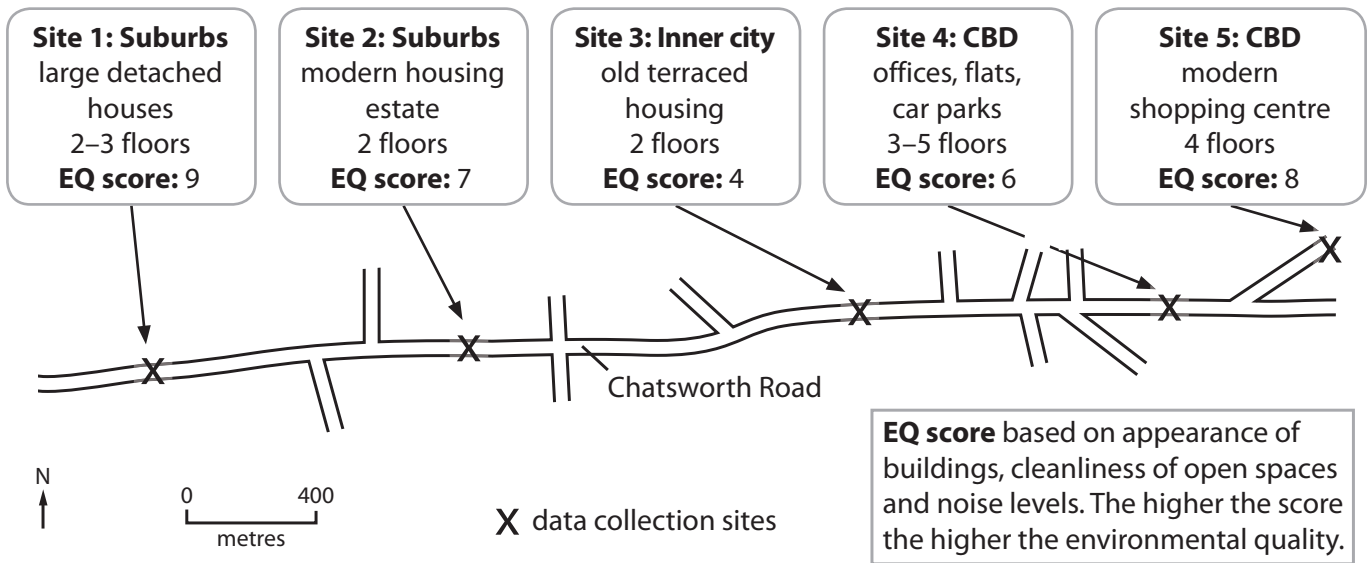 Site 1: Suburbs
large detached
houses
2–3 floors
EQ score: 9
Site 2: Suburbs
modern housing
estate
2 floors
EQ score: 7
Site 3: Inner city
old terraced
housing
2 floors
EQ score: 4
Site 4: CBD
offices, flats,
car parks
3–5 floors
EQ score: 6
Site 5: CBD
modern
shopping centre
4 floors
EQ score: 8
Chatsworth Road
N
0 400
metres
X data collection sites
EQ score based on appearance of
buildings, cleanliness of open spaces
and noise levels. The higher the score
the higher the environmental quality.